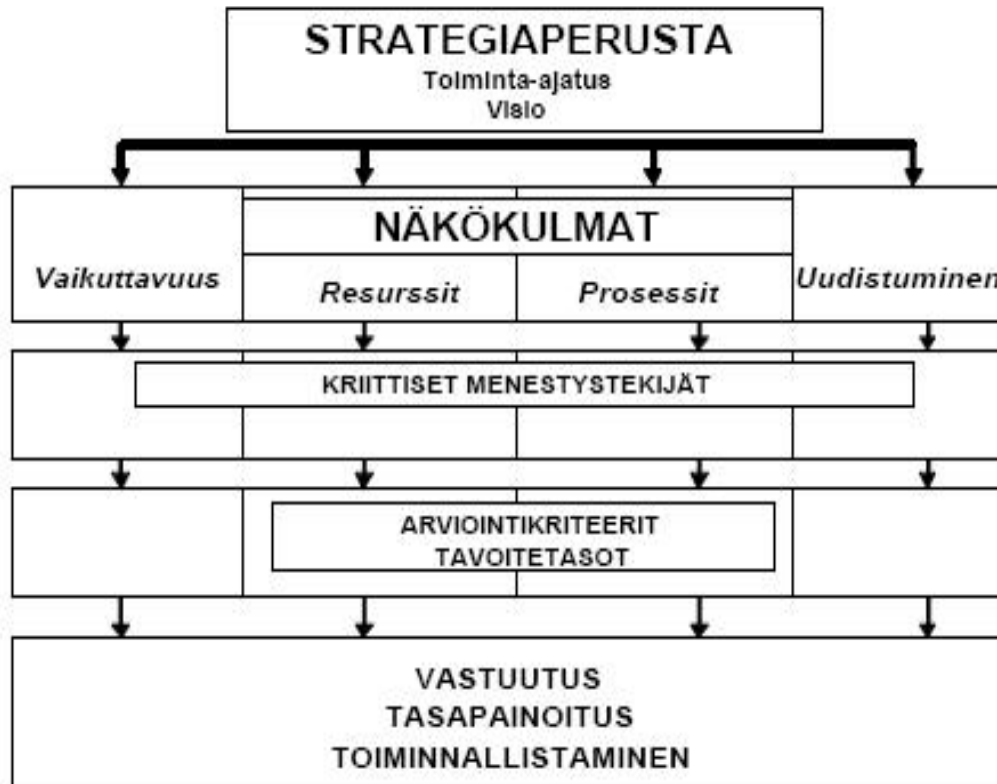 STRATEGIAPERUSTA
Toiminta-ajatus
Visio
NÄKÖKULMAT
Vaikuttavuus
Resurssit
Prosessit
Uudistuminen
KRIITTISET MENESTYSTEKIJÄT
ARVIOINTIKRITEERIT
TAVOITETASOT
VASTUUTUS
TASAPAINOITUS
TOIMINNALLISTAMINEN